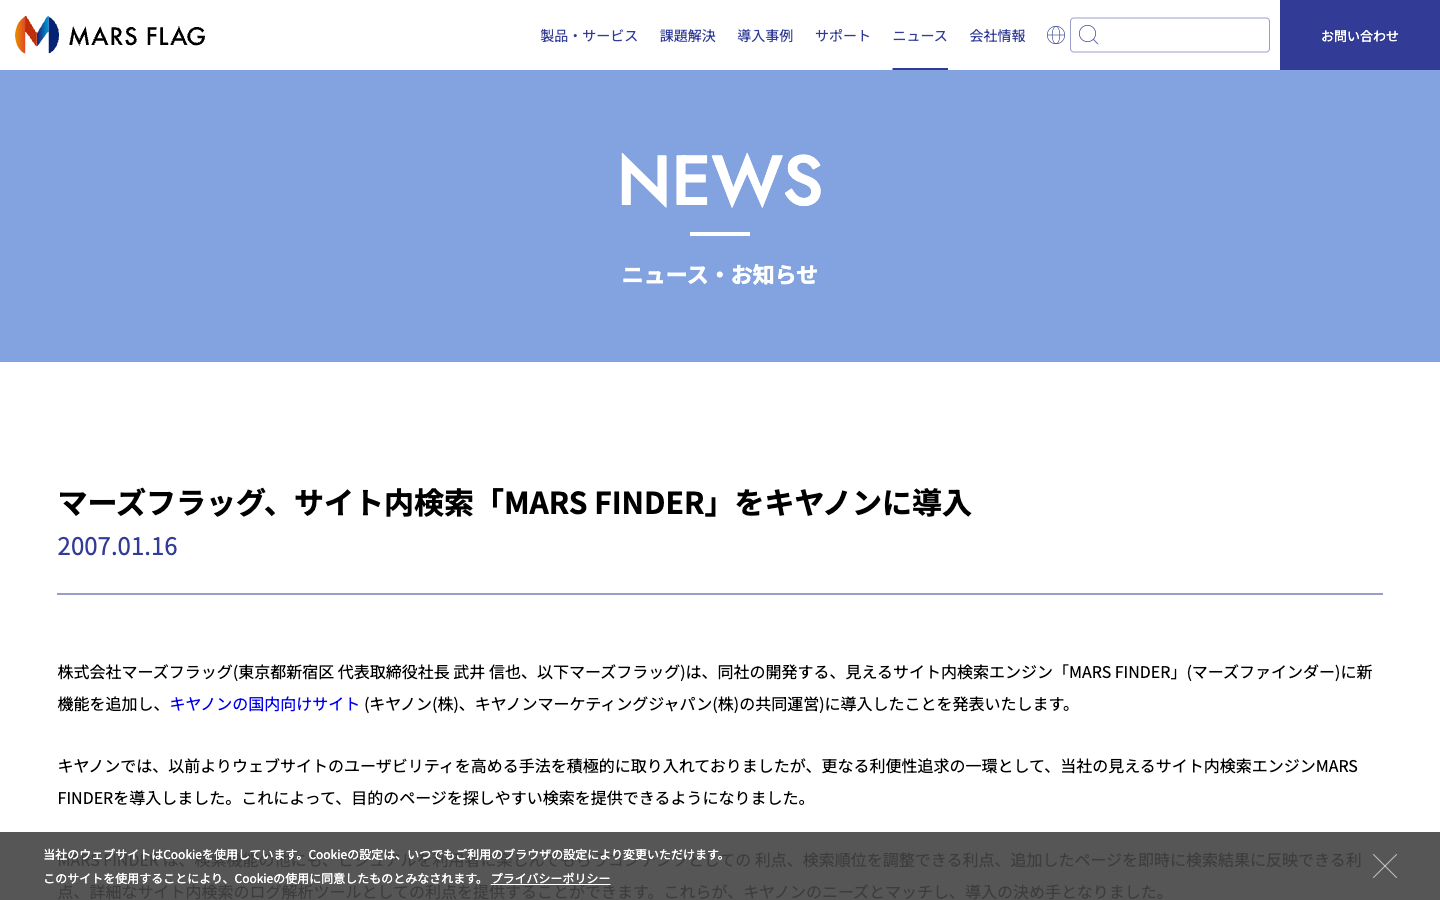 MARS FLAG
製品・サービス 課題解決 導入事例 サポート ニュース 会社情報 お問い合わせ
NEWS
ニュース・お知らせ
マーズフラッグ、サイト内検索「MARS FINDER」をキヤノンに導入
2007.01.16
株式会社マーズフラッグ(東京都新宿区 代表取締役社長 武井 信也、以下マーズフラッグ)は、同社の開発する、見えるサイト内検索エンジン「MARS FINDER」(マーズファインダー)に新
機能を追加し、キヤノンの国内向けサイト (キヤノン(株)、キヤノンマーケティングジャパン(株)の共同運営)に導入したことを発表いたします。
キヤノンでは、以前よりウェブサイトのユーザビリティを高める手法を積極的に取り入れておりましたが、更なる利便性追求の一環として、当社の見えるサイト内検索エンジンMARS
FINDERを導入しました。これによって、目的のページを探しやすい検索を提供できるようになりました。
当社のウェブサイトはCookieを使用しています。Cookieの設定は、いつでもご利用のブラウザの設定により変更いただけます。
このサイトを使用することにより、Cookieの使用に同意したものとみなされます。 プライバシーポリシー
の 利点、検索順位を調整できる利点、追加したページを即時に検索結果に反映できる利
点、詳細なサイト内検索のログ解析ツールとしての利点を提供することができます。これらが、キヤノンのニーズとマッチし、導入の決め手となりました。